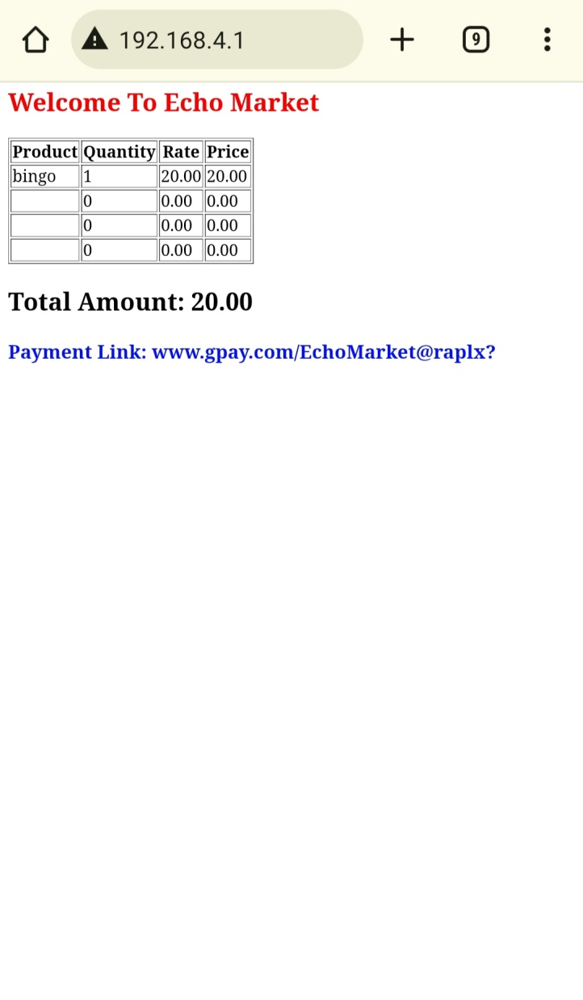 192.168.4.1
9
Welcome To Echo Market
Product Quantity Rate Price
bingo 1 20.00 20.00
0 0.00 0.00
0 0.00 0.00
0 0.00 0.00
Total Amount: 20.00
Payment Link: www.gpay.com/EchoMarket@raplx?